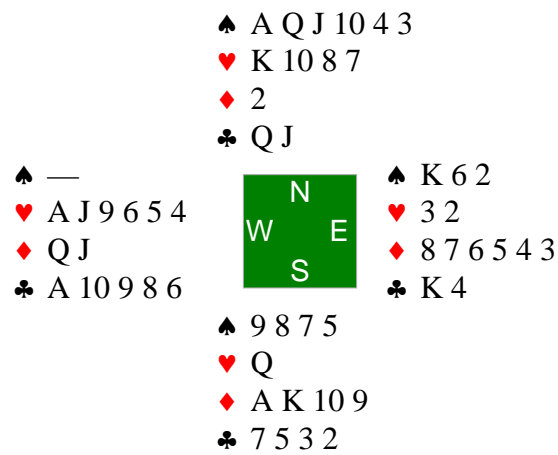 ♠ A Q J 10 4 3
♥ K 10 8 7
♦ 2
♣ Q J
♠ —
♥ A J 9 6 5 4
♦ Q J
♣ A 10 9 8 6
N
W E
S
♠ K 6 2
♥ 3 2
♦ 8 7 6 5 4 3
♣ K 4
♠ 9 8 7 5
♥ Q
♦ A K 10 9
♣ 7 5 3 2